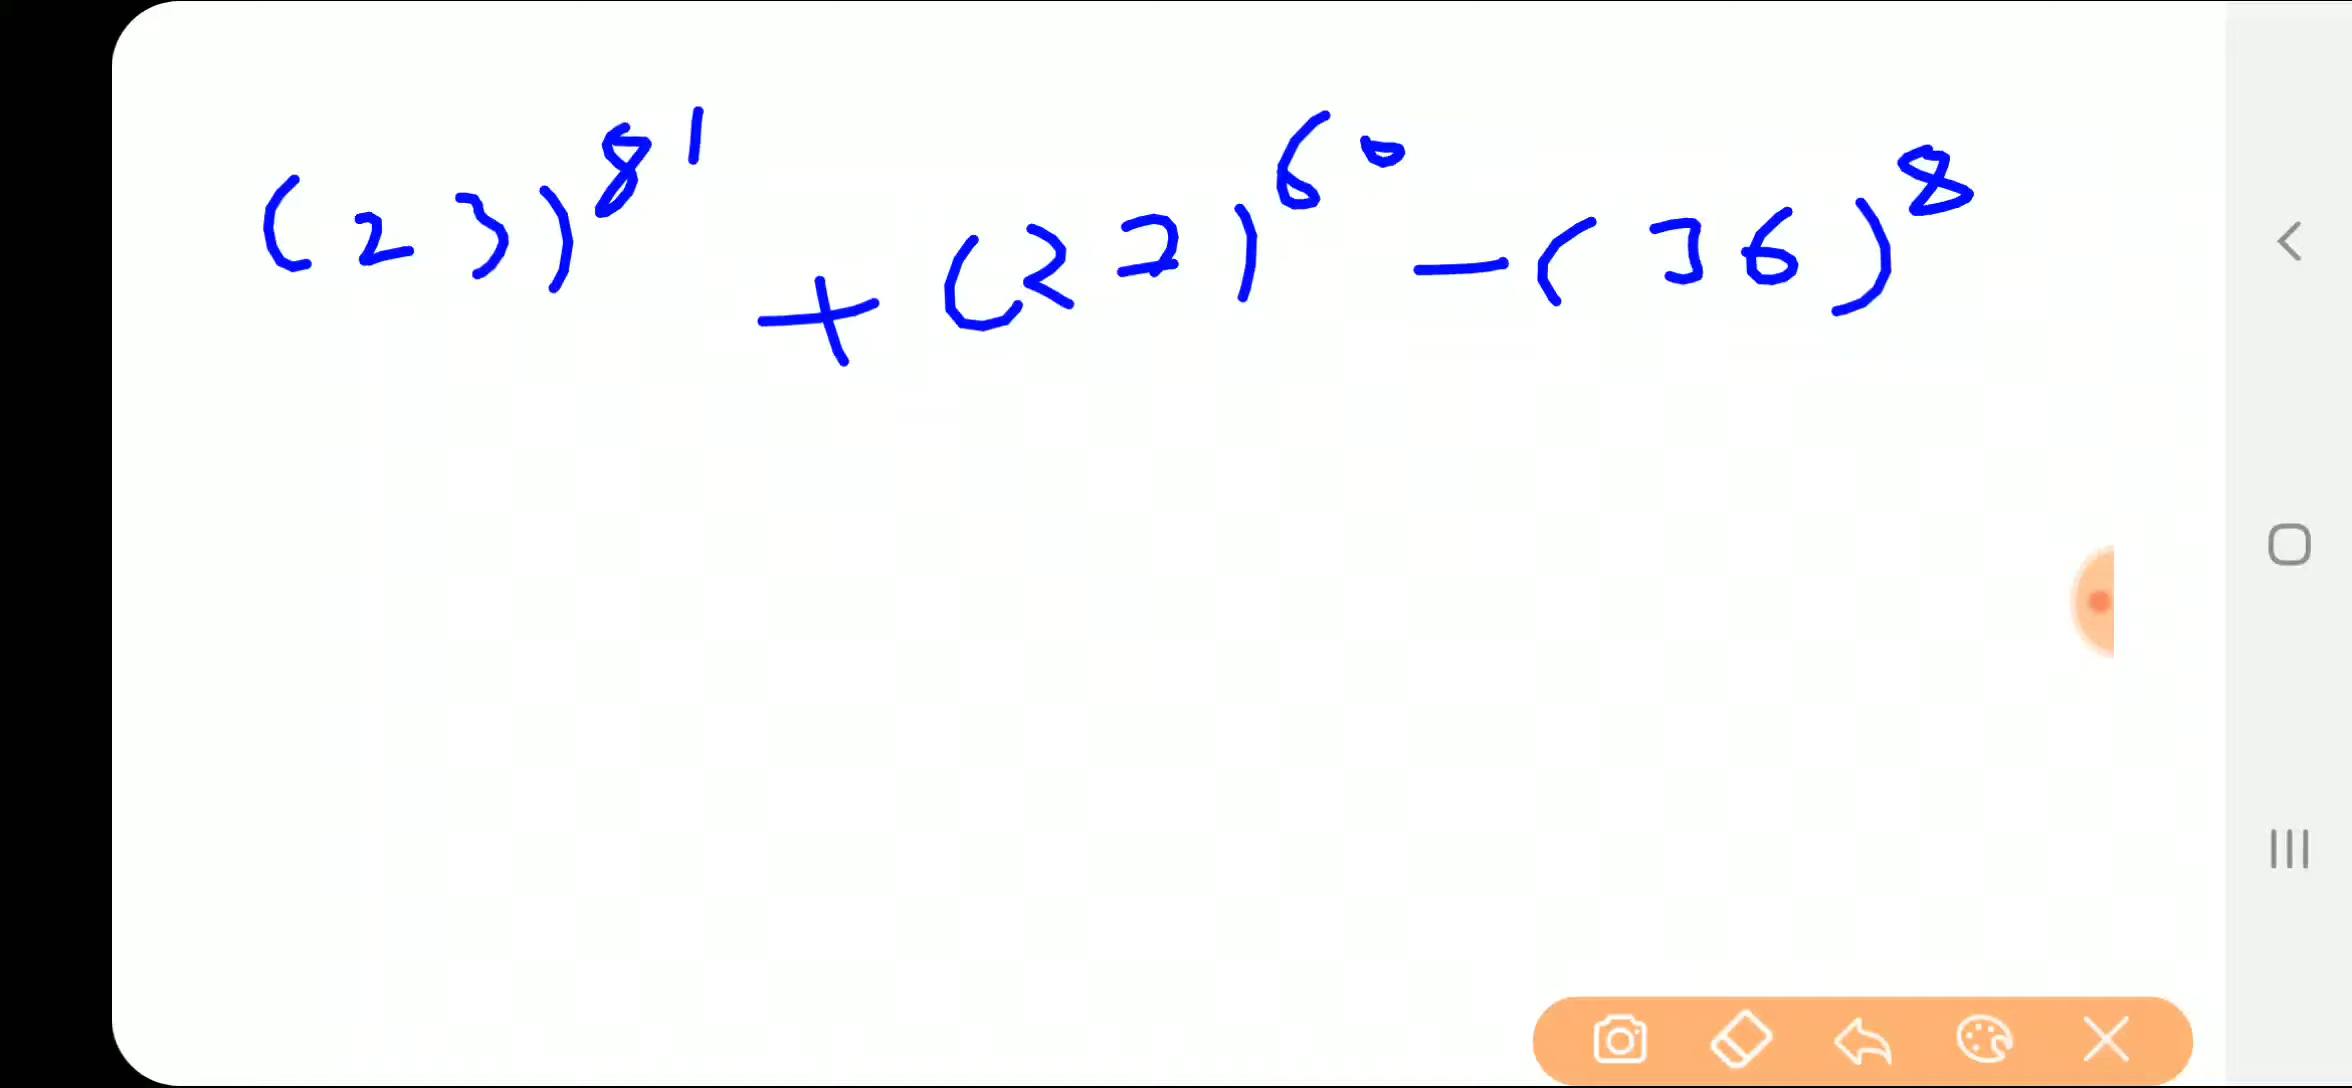 (23)⁸¹ + (22)⁶⁰ - (36)⁸